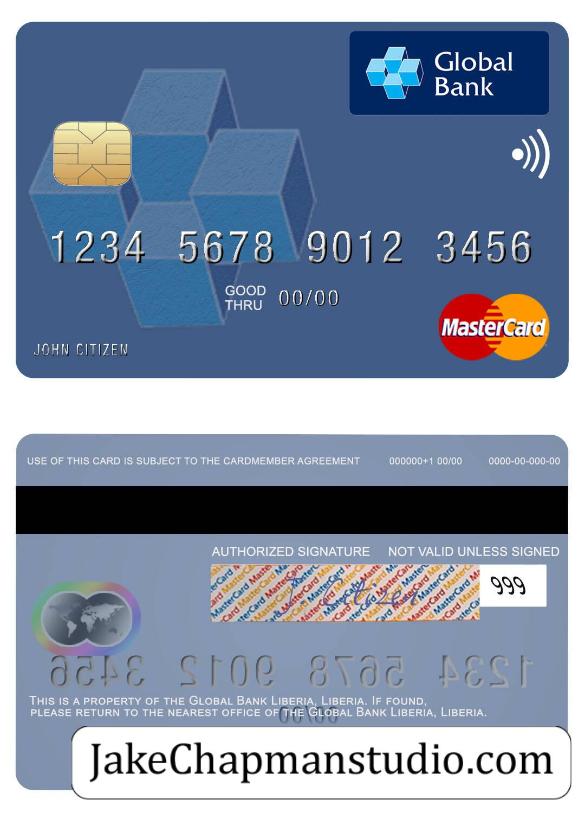 Global
Bank
1234 5678 9012 3456
GOOD
THRU 00/00
MasterCard
JOHN CITIZEN
USE OF THIS CARD IS SUBJECT TO THE CARDMEMBER AGREEMENT 000000+1 00/00 0000-00-000-00
AUTHORIZED SIGNATURE NOT VALID UNLESS SIGNED
999
1234 5678 9012 3456
THIS IS A PROPERTY OF THE GLOBAL BANK LIBERIA, LIBERIA. IF FOUND,
PLEASE RETURN TO THE NEAREST OFFICE OF THE GLOBAL BANK LIBERIA, LIBERIA.
00/00
JakeChapmanstudio.com